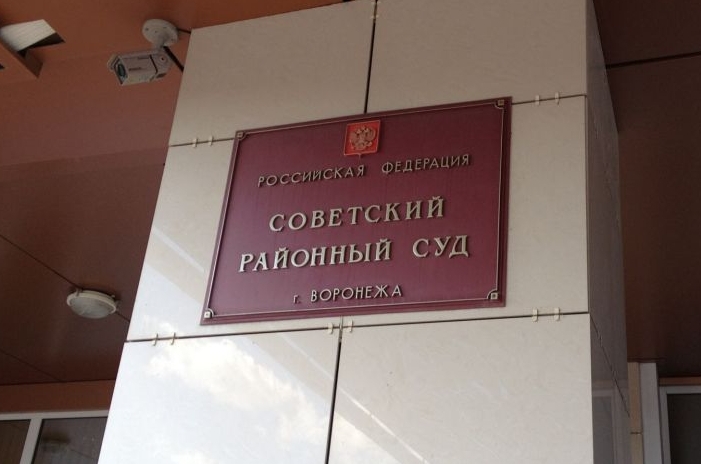 РОССИЙСКАЯ ФЕДЕРАЦИЯ
СОВЕТСКИЙ
РАЙОННЫЙ СУД
г. ВОРОНЕЖА